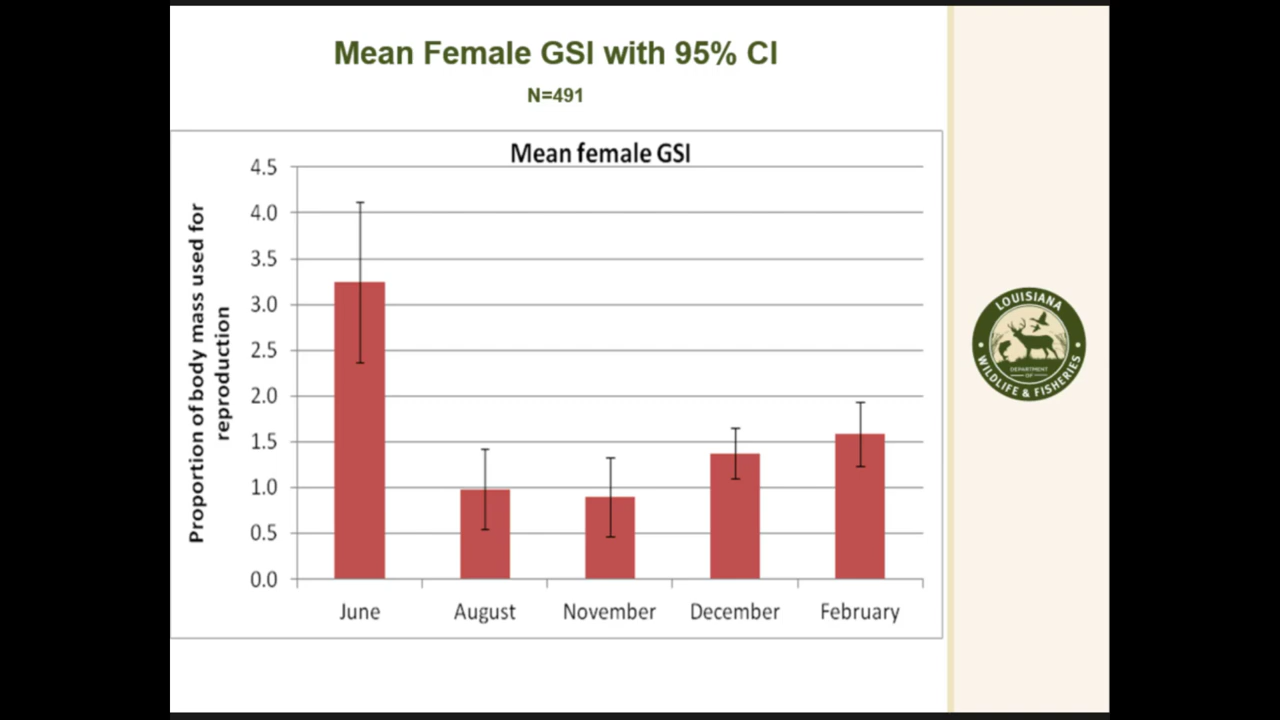 Mean Female GSI with 95% CI
N=491
Mean female GSI
Proportion of body mass used for
reproduction
4.5
4.0
3.5
3.0
2.5
2.0
1.5
1.0
0.5
0.0
June August November December February
LOUISIANA
DEPARTMENT
OF
WILDLIFE & FISHERIES